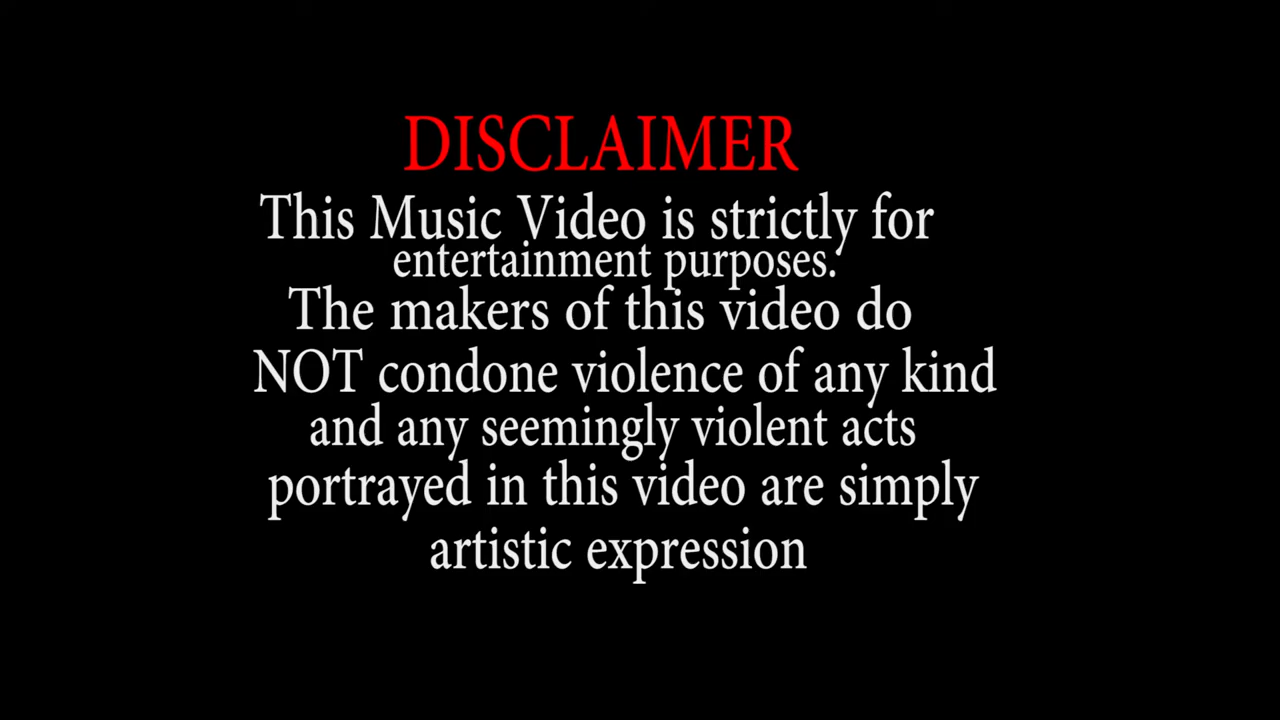 DISCLAIMER
This Music Video is strictly for
entertainment purposes.
The makers of this video do
NOT condone violence of any kind
and any seemingly violent acts
portrayed in this video are simply
artistic expression